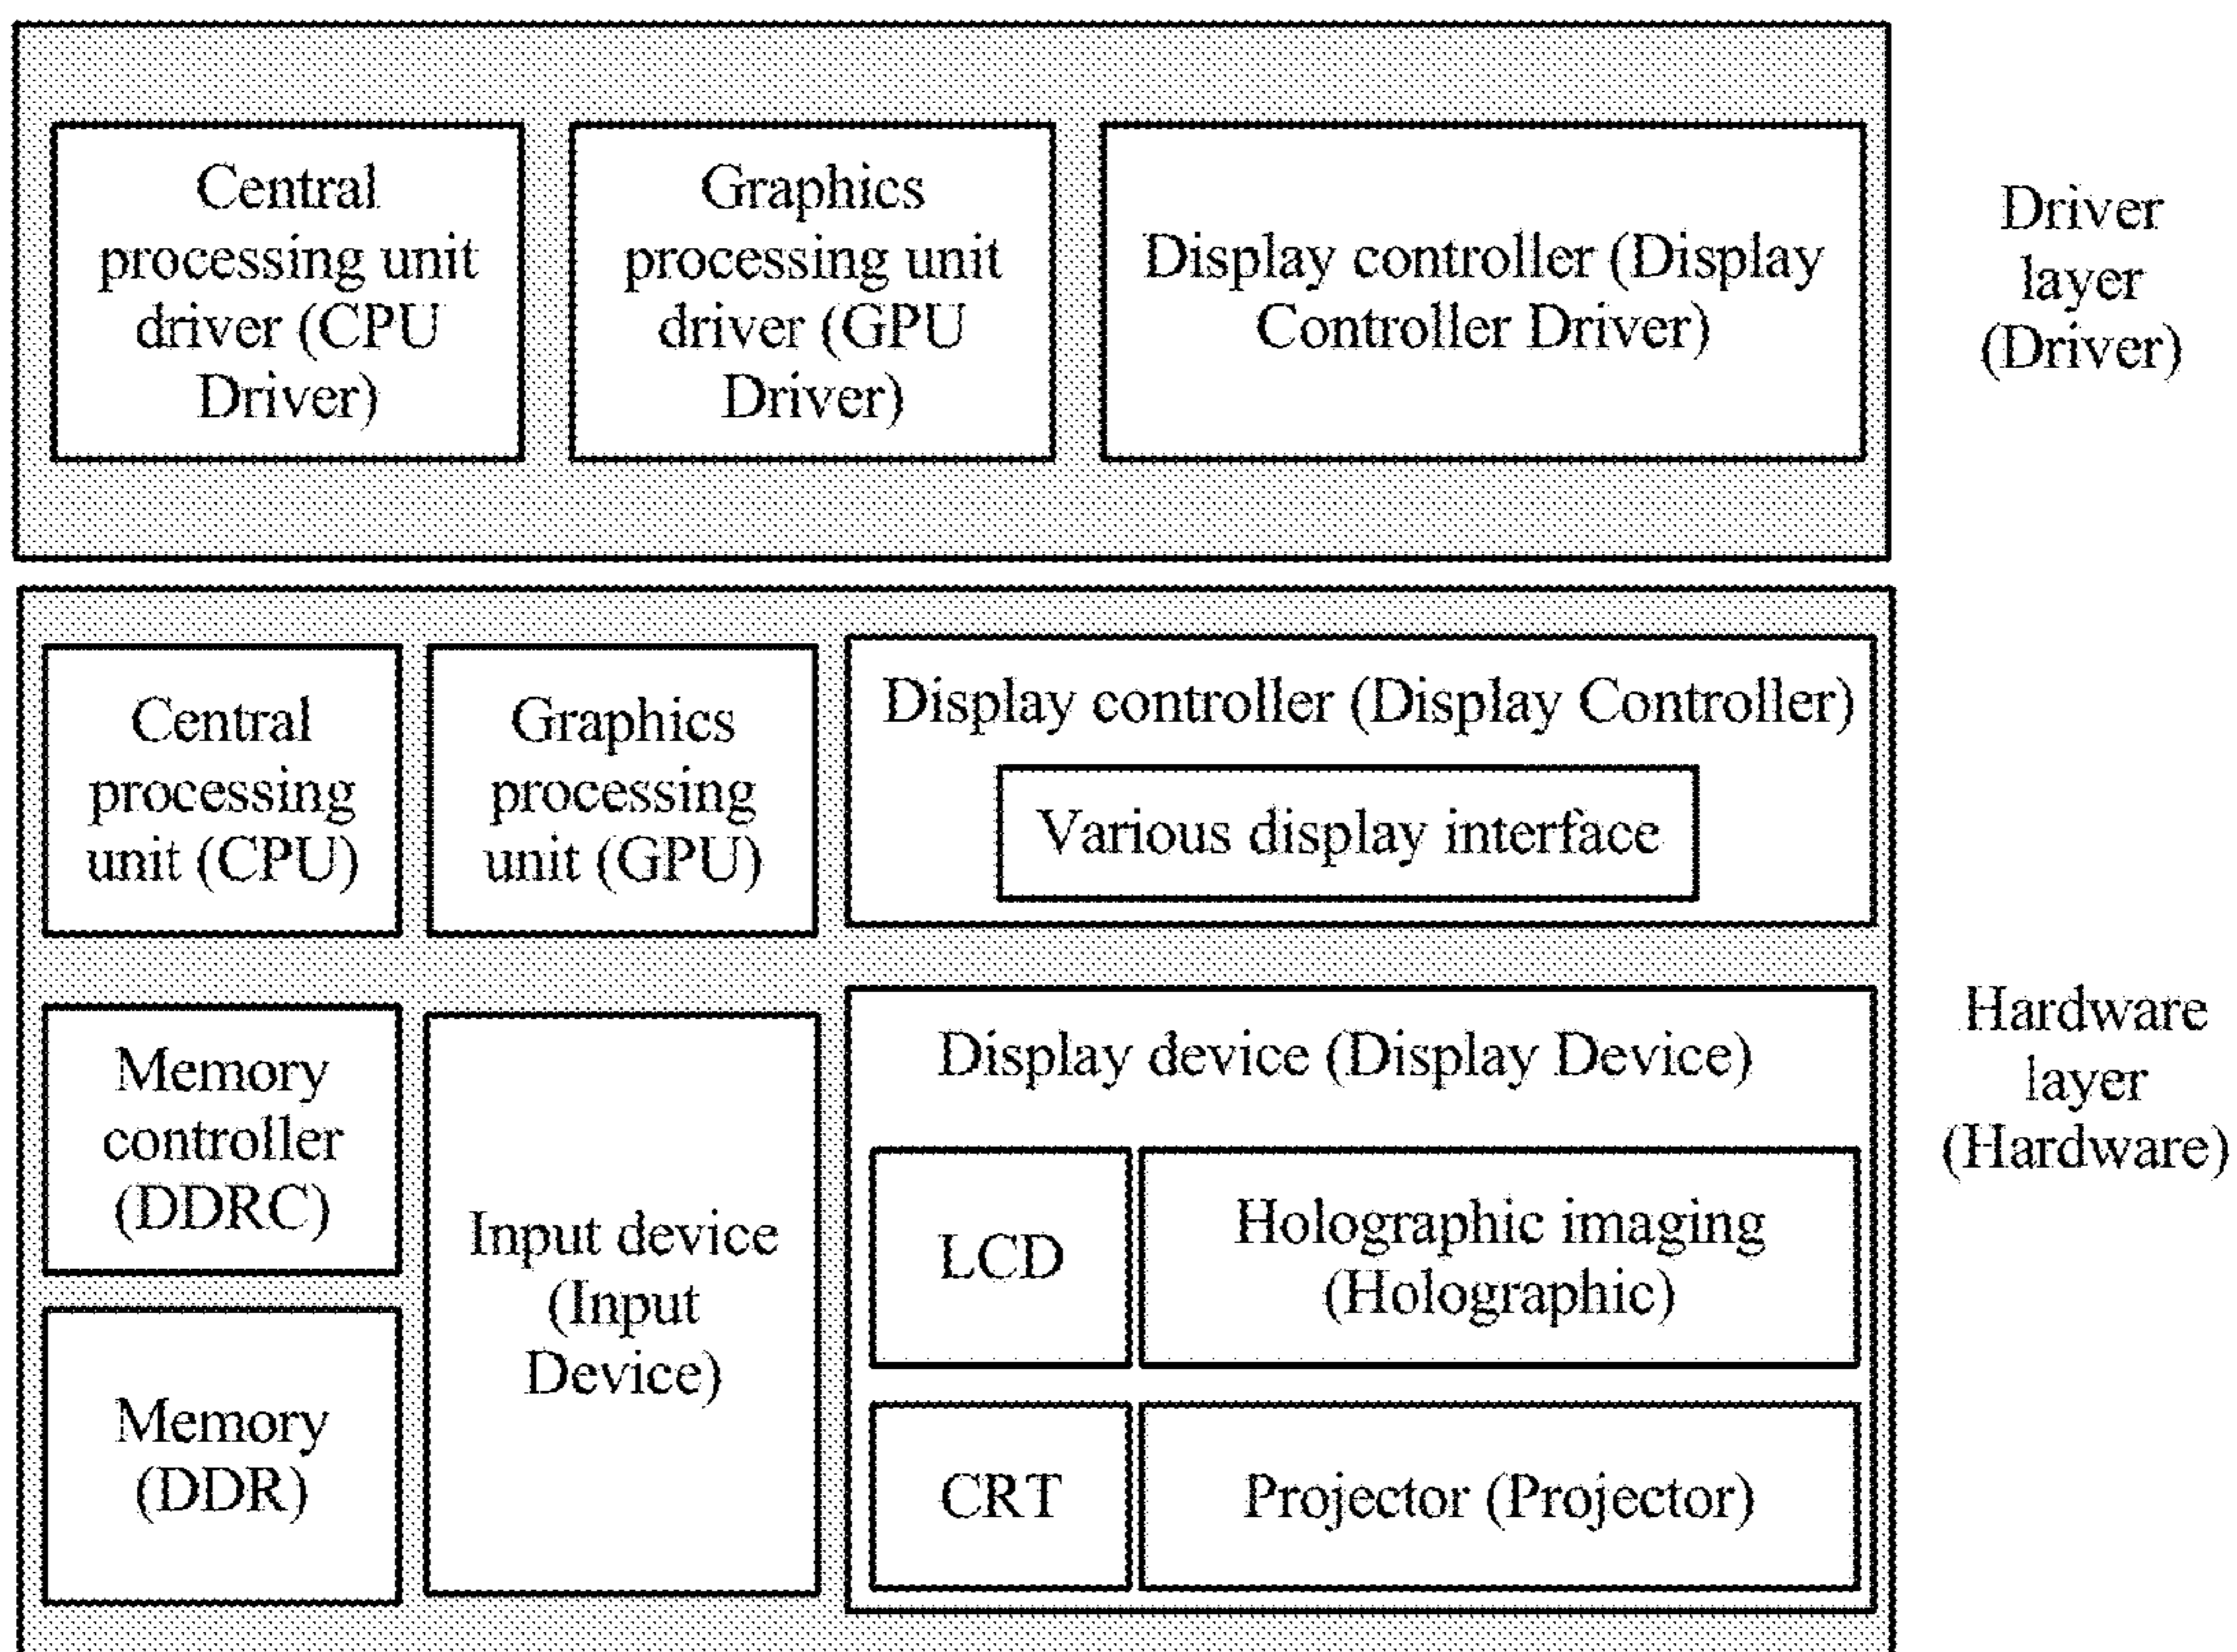 Central
processing unit
driver (CPU
Driver)
Graphics
processing unit
driver (GPU
Driver)
Display controller (Display
Controller Driver)
Driver
layer
(Driver)
Central
processing
unit (CPU)
Graphics
processing
unit (GPU)
Display controller (Display Controller)
Various display interface
Memory
controller
(DDRC)
Memory
(DDR)
Input device
(Input
Device)
Display device (Display Device)
LCD
Holographic imaging
(Holographic)
CRT
Projector (Projector)
Hardware
layer
(Hardware)